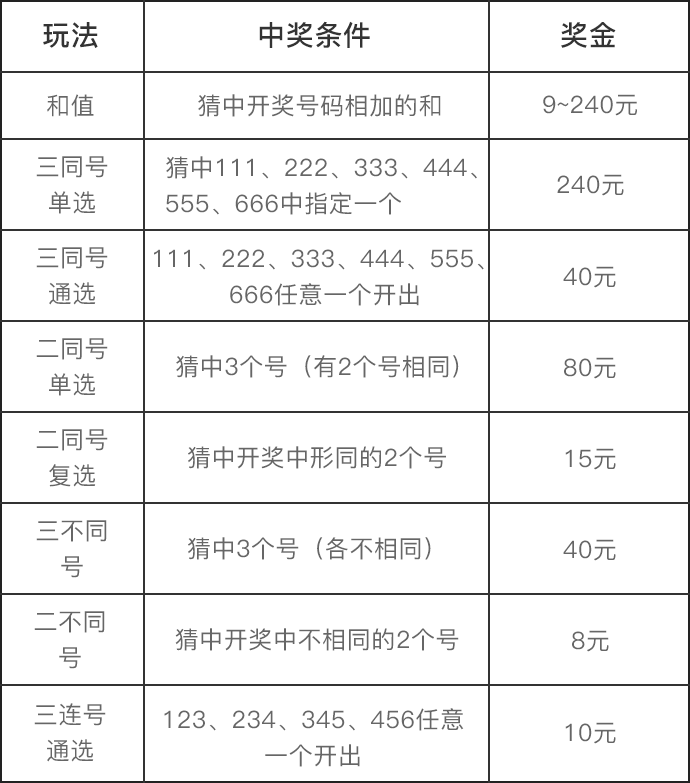 玩法 中奖条件 奖金
和值 猜中开奖号码相加的和 9~240元
三同号
单选
猜中111、222、333、444、
555、666中指定一个
240元
三同号
通选
111、222、333、444、555、
666任意一个开出
40元
二同号
单选
猜中3个号（有2个号相同）
80元
二同号
复选
猜中开奖中形同的2个号
15元
三不同
号
猜中3个号（各不相同）
40元
二不同
号
猜中开奖中不相同的2个号
8元
三连号
通选
123、234、345、456任意
一个开出
10元